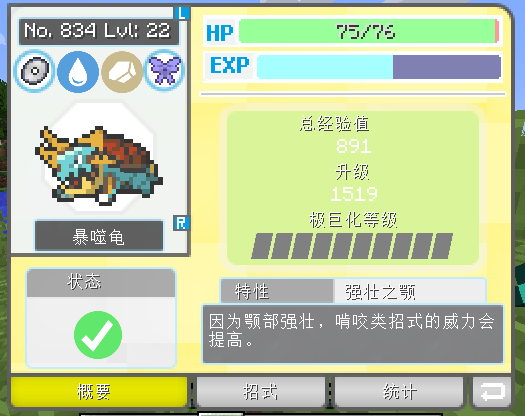 No. 834 Lvl: 22
L
HP
75/76
EXP
总经验值
891
升级
1519
极巨化等级
R
暴噬龟
状态
特性
强壮之颚
因为颚部强壮，啃咬类招式的威力会
提高。
概要
招式
统计